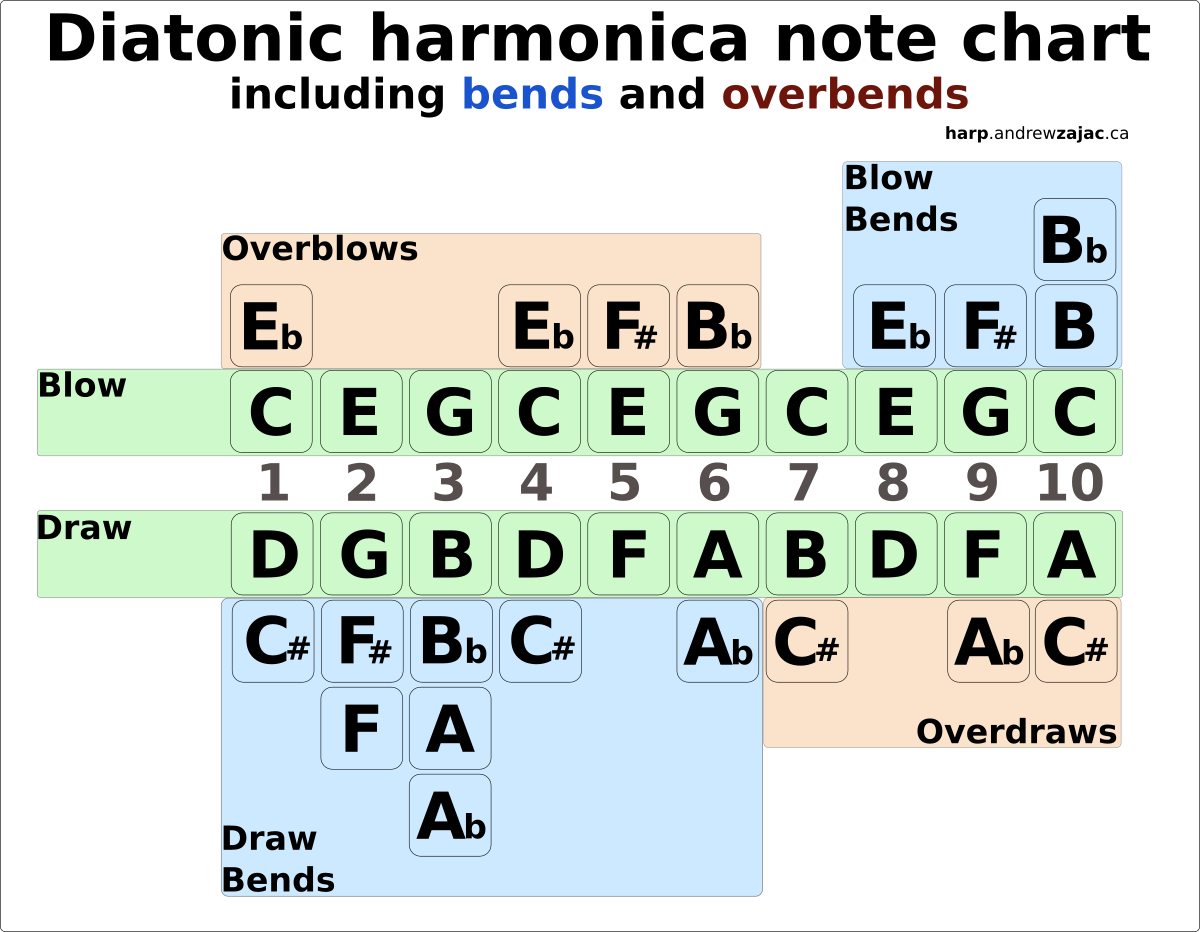 Diatonic harmonica note chart
including bends and overbends
harp.andrewzajac.ca
Blow
Bends
Bb
Overblows
Eb Eb F# Bb Eb F# B
Blow
C E G C E G C E G C
1 2 3 4 5 6 7 8 9 10
Draw
D G B D F A B D F A
C# F# Bb C# Ab C# Ab C#
F A
Overdraws
Ab
Draw
Bends